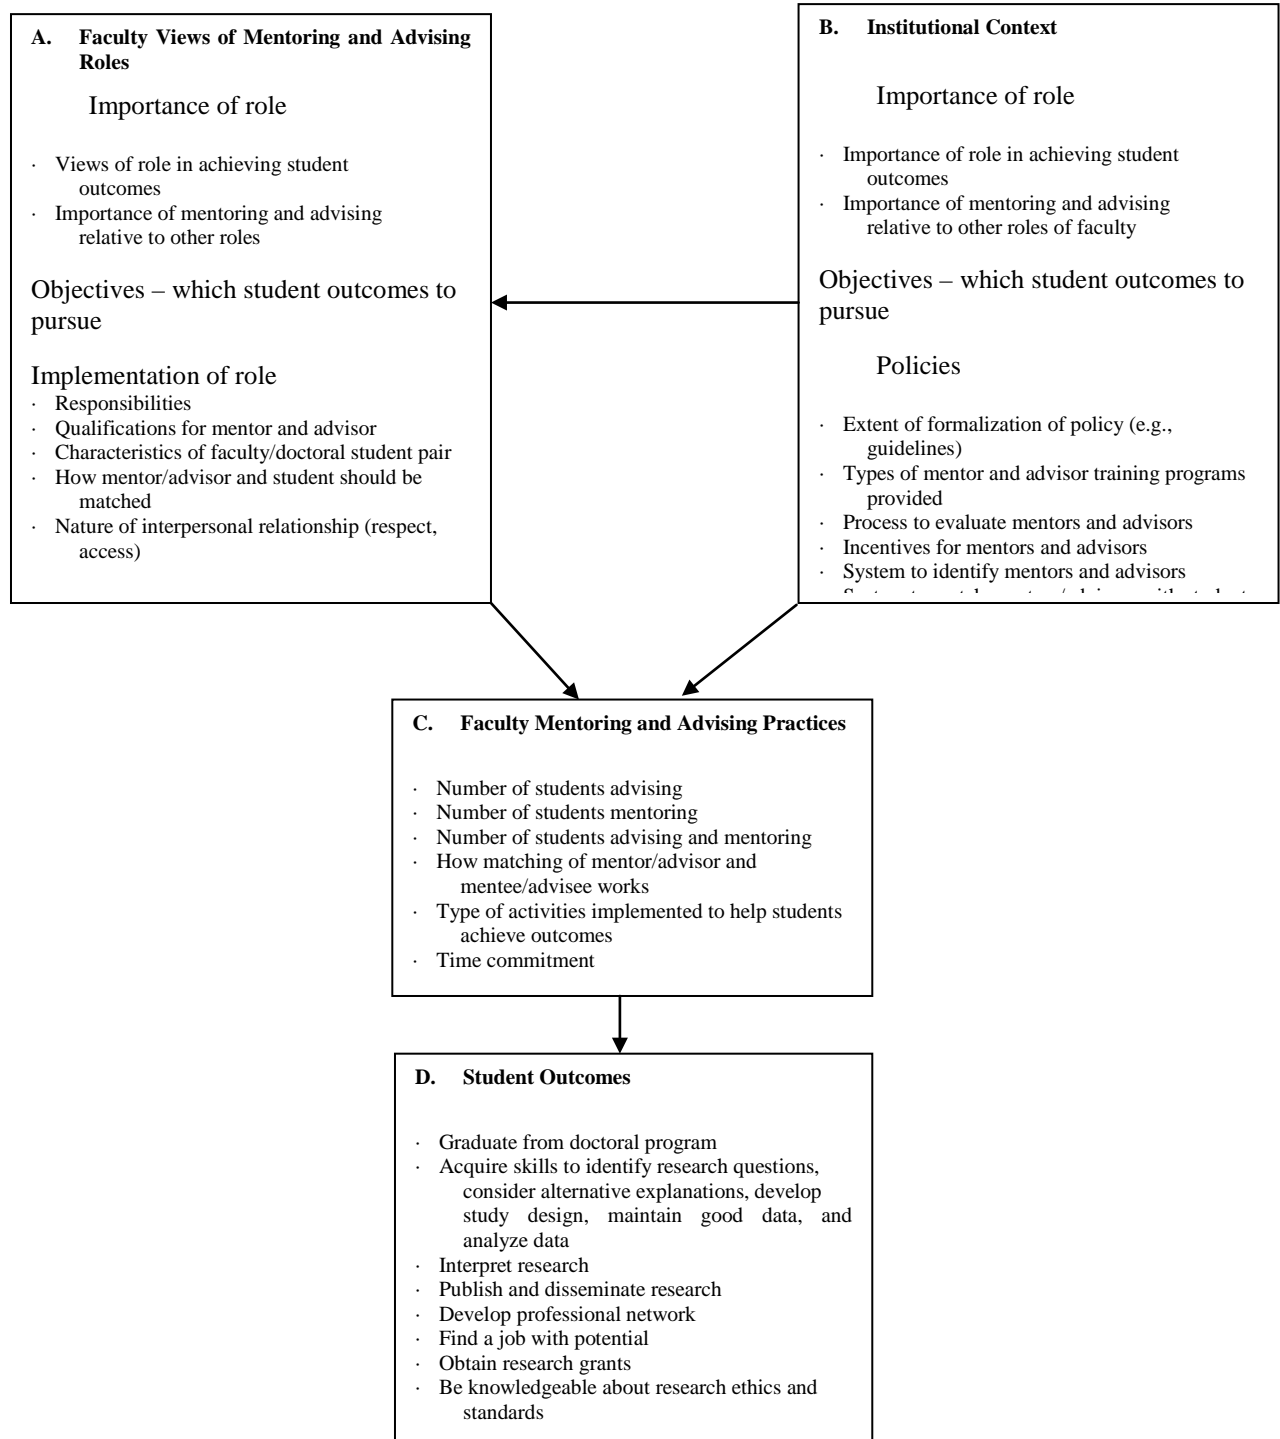 A. Faculty Views of Mentoring and Advising
Roles
Importance of role
· Views of role in achieving student
outcomes
· Importance of mentoring and advising
relative to other roles
Objectives – which student outcomes to
pursue
Implementation of role
· Responsibilities
· Qualifications for mentor and advisor
· Characteristics of faculty/doctoral student pair
· How mentor/advisor and student should be
matched
· Nature of interpersonal relationship (respect,
access)
B. Institutional Context
Importance of role
· Importance of role in achieving student
outcomes
· Importance of mentoring and advising
relative to other roles of faculty
Objectives – which student outcomes to
pursue
Policies
· Extent of formalization of policy (e.g.,
guidelines)
· Types of mentor and advisor training programs
provided
· Process to evaluate mentors and advisors
· Incentives for mentors and advisors
· System to identify mentors and advisors
C. Faculty Mentoring and Advising Practices
· Number of students advising
· Number of students mentoring
· Number of students advising and mentoring
· How matching of mentor/advisor and
mentee/advisee works
· Type of activities implemented to help students
achieve outcomes
· Time commitment
D. Student Outcomes
· Graduate from doctoral program
· Acquire skills to identify research questions,
consider alternative explanations, develop
study design, maintain good data, and
analyze data
· Interpret research
· Publish and disseminate research
· Develop professional network
· Find a job with potential
· Obtain research grants
· Be knowledgeable about research ethics and
standards